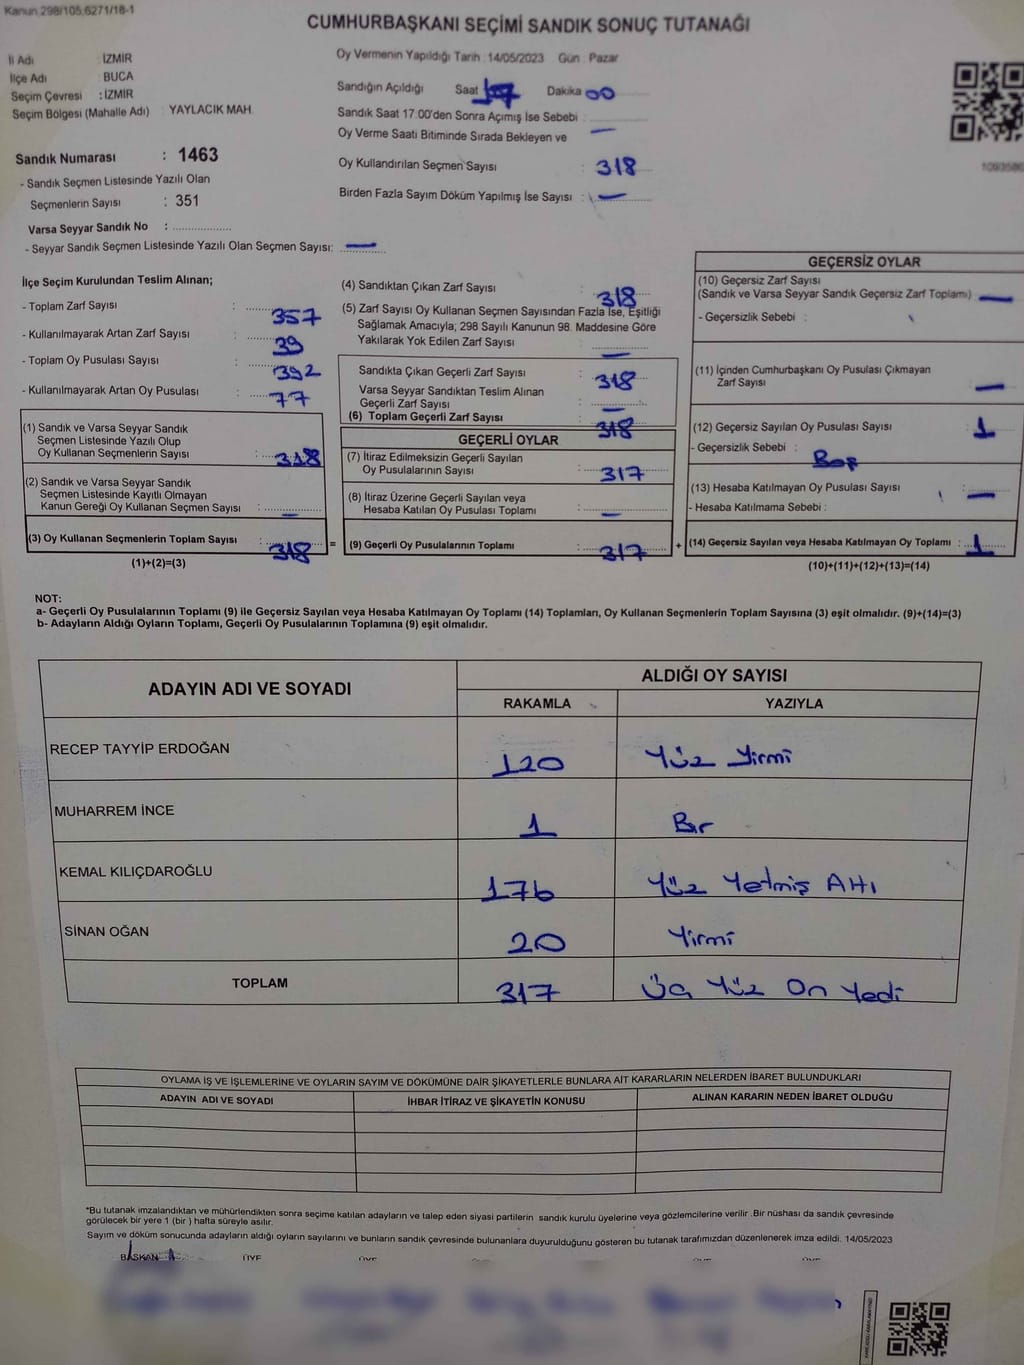 Kanun.298/105,6271/18-1
CUMHURBAŞKANI SEÇİMİ SANDIK SONUÇ TUTANAĞI
İl Adı : İZMİR
İlçe Adı : BUCA
Seçim Çevresi : İZMİR
Seçim Bölgesi (Mahalle Adı) : YAYLACIK MAH.
Sandık Numarası : 1463
- Sandık Seçmen Listesinde Yazılı Olan
Seçmenlerin Sayısı : 351
Varsa Seyyar Sandık No :
- Seyyar Sandık Seçmen Listesinde Yazılı Olan Seçmen Sayısı: —
Oy Vermenin Yapıldığı Tarih : 14/05/2023 Gün : Pazar
Sandığın Açıldığı Saat 17 Dakika 00
Sandık Saat 17:00'den Sonra Açımış İse Sebebi :
Oy Verme Saati Bitiminde Sırada Bekleyen ve —
Oy Kullandırılan Seçmen Sayısı : 318
Birden Fazla Sayım Döküm Yapılmış İse Sayısı : —
İlçe Seçim Kurulundan Teslim Alınan;
- Toplam Zarf Sayısı : 357
- Kullanılmayarak Artan Zarf Sayısı : 39
- Toplam Oy Pusulası Sayısı : 392
- Kullanılmayarak Artan Oy Pusulası : 77
(1) Sandık ve Varsa Seyyar Sandık
Seçmen Listesinde Yazılı Olup
Oy Kullanan Seçmenlerin Sayısı : 318
(2) Sandık ve Varsa Seyyar Sandık
Seçmen Listesinde Kayıtlı Olmayan
Kanun Gereği Oy Kullanan Seçmen Sayısı : —
(3) Oy Kullanan Seçmenlerin Toplam Sayısı : 318 =
(1)+(2)=(3)
(4) Sandıktan Çıkan Zarf Sayısı : 318
(5) Zarf Sayısı Oy Kullanan Seçmen Sayısından Fazla İse, Eşitliği
Sağlamak Amacıyla; 298 Sayılı Kanunun 98. Maddesine Göre
Yakılarak Yok Edilen Zarf Sayısı : —
Sandıkta Çıkan Geçerli Zarf Sayısı : 318
Varsa Seyyar Sandıktan Teslim Alınan
Geçerli Zarf Sayısı : —
(6) Toplam Geçerli Zarf Sayısı : 318
GEÇERLİ OYLAR
(7) İtiraz Edilmeksizin Geçerli Sayılan
Oy Pusulalarının Sayısı : 317
(8) İtiraz Üzerine Geçerli Sayılan veya
Hesaba Katılan Oy Pusulası Toplamı : —
(9) Geçerli Oy Pusulalarının Toplamı : 317 +
GEÇERSİZ OYLAR
(10) Geçersiz Zarf Sayısı
(Sandık ve Varsa Seyyar Sandık Geçersiz Zarf Toplamı) : —
- Geçersizlik Sebebi :
(11) İçinden Cumhurbaşkanı Oy Pusulası Çıkmayan
Zarf Sayısı : —
(12) Geçersiz Sayılan Oy Pusulası Sayısı : 1
- Geçersizlik Sebebi : Boş
(13) Hesaba Katılmayan Oy Pusulası Sayısı : —
- Hesaba Katılmama Sebebi :
(14) Geçersiz Sayılan veya Hesaba Katılmayan Oy Toplamı : 1
(10)+(11)+(12)+(13)=(14)
NOT:
a- Geçerli Oy Pusulalarının Toplamı (9) ile Geçersiz Sayılan veya Hesaba Katılmayan Oy Toplamı (14) Toplamları, Oy Kullanan Seçmenlerin Toplam Sayısına (3) eşit olmalıdır. (9)+(14)=(3)
b- Adayların Aldığı Oyların Toplamı, Geçerli Oy Pusulalarının Toplamına (9) eşit olmalıdır.
ADAYIN ADI VE SOYADI
ALDIĞI OY SAYISI
RAKAMLA YAZIYLA
RECEP TAYYİP ERDOĞAN 120 Yüz Yirmi
MUHARREM İNCE 1 Bir
KEMAL KILIÇDAROĞLU 176 Yüz Yetmiş Altı
SİNAN OĞAN 20 Yirmi
TOPLAM 317 Üç Yüz On Yedi
OYLAMA İŞ VE İŞLEMLERİNE VE OYLARIN SAYIM VE DÖKÜMÜNE DAİR ŞİKAYETLERLE BUNLARA AİT KARARLARIN NELERDEN İBARET BULUNDUKLARI
ADAYIN ADI VE SOYADI İHBAR İTİRAZ VE ŞİKAYETİN KONUSU ALINAN KARARIN NEDEN İBARET OLDUĞU
*Bu tutanak imzalandıktan ve mühürlendikten sonra seçime katılan adayların ve talep eden siyasi partilerin sandık kurulu üyelerine veya gözlemcilerine verilir .Bir nüshası da sandık çevresinde
görülecek bir yere 1 (bir ) hafta süreyle asılır.
Sayım ve döküm sonucunda adayların aldığı oyların sayılarını ve bunların sandık çevresinde bulunanlara duyurulduğunu gösteren bu tutanak tarafımızdan düzenlenerek imza edildi. 14/05/2023
BAŞKAN ÜYE ÜYE ÜYE ÜYE